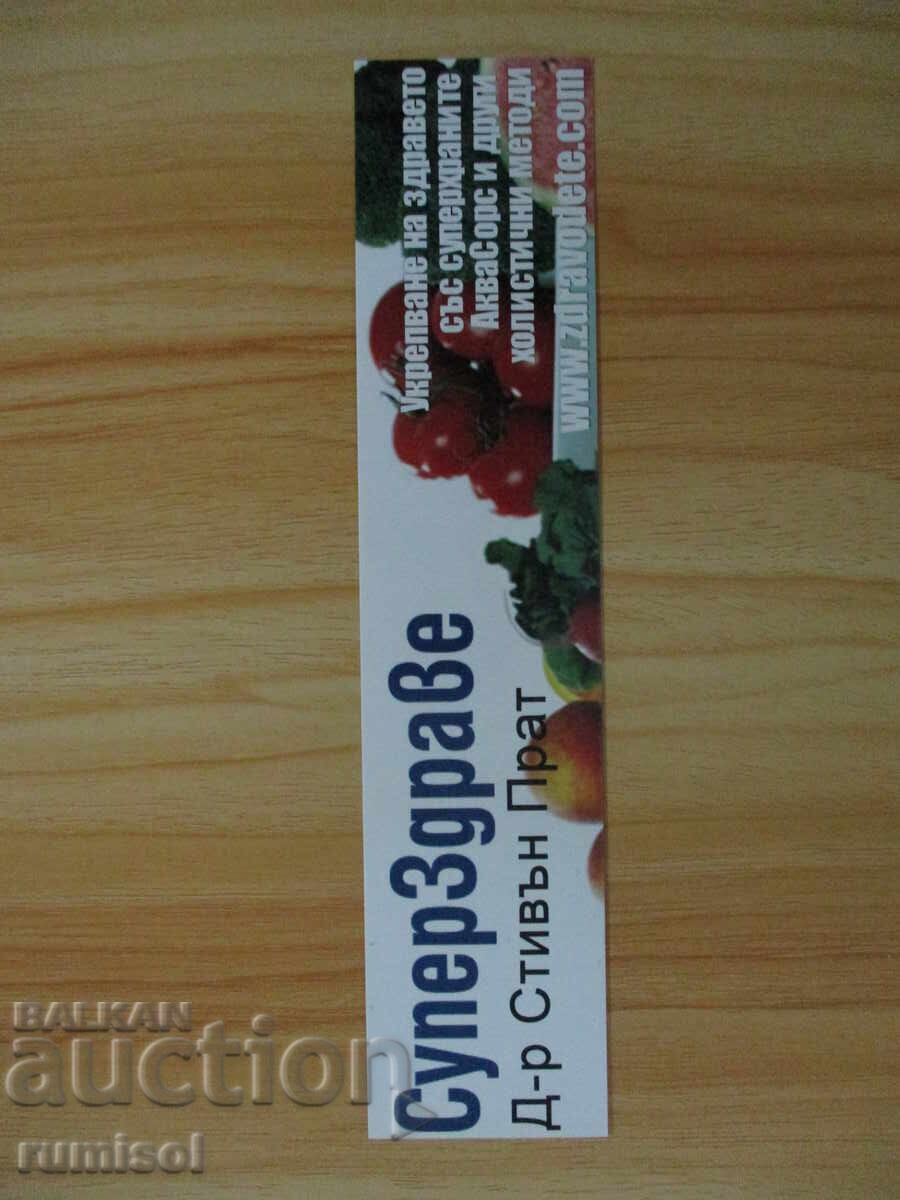 СуперЗдраве
Д-р Стивън Прат
Укрепване на здравето
със суперхраните
АкваСорс и други
холистични методи
www.zdravodete.com
BALKAN
auction
rumisol